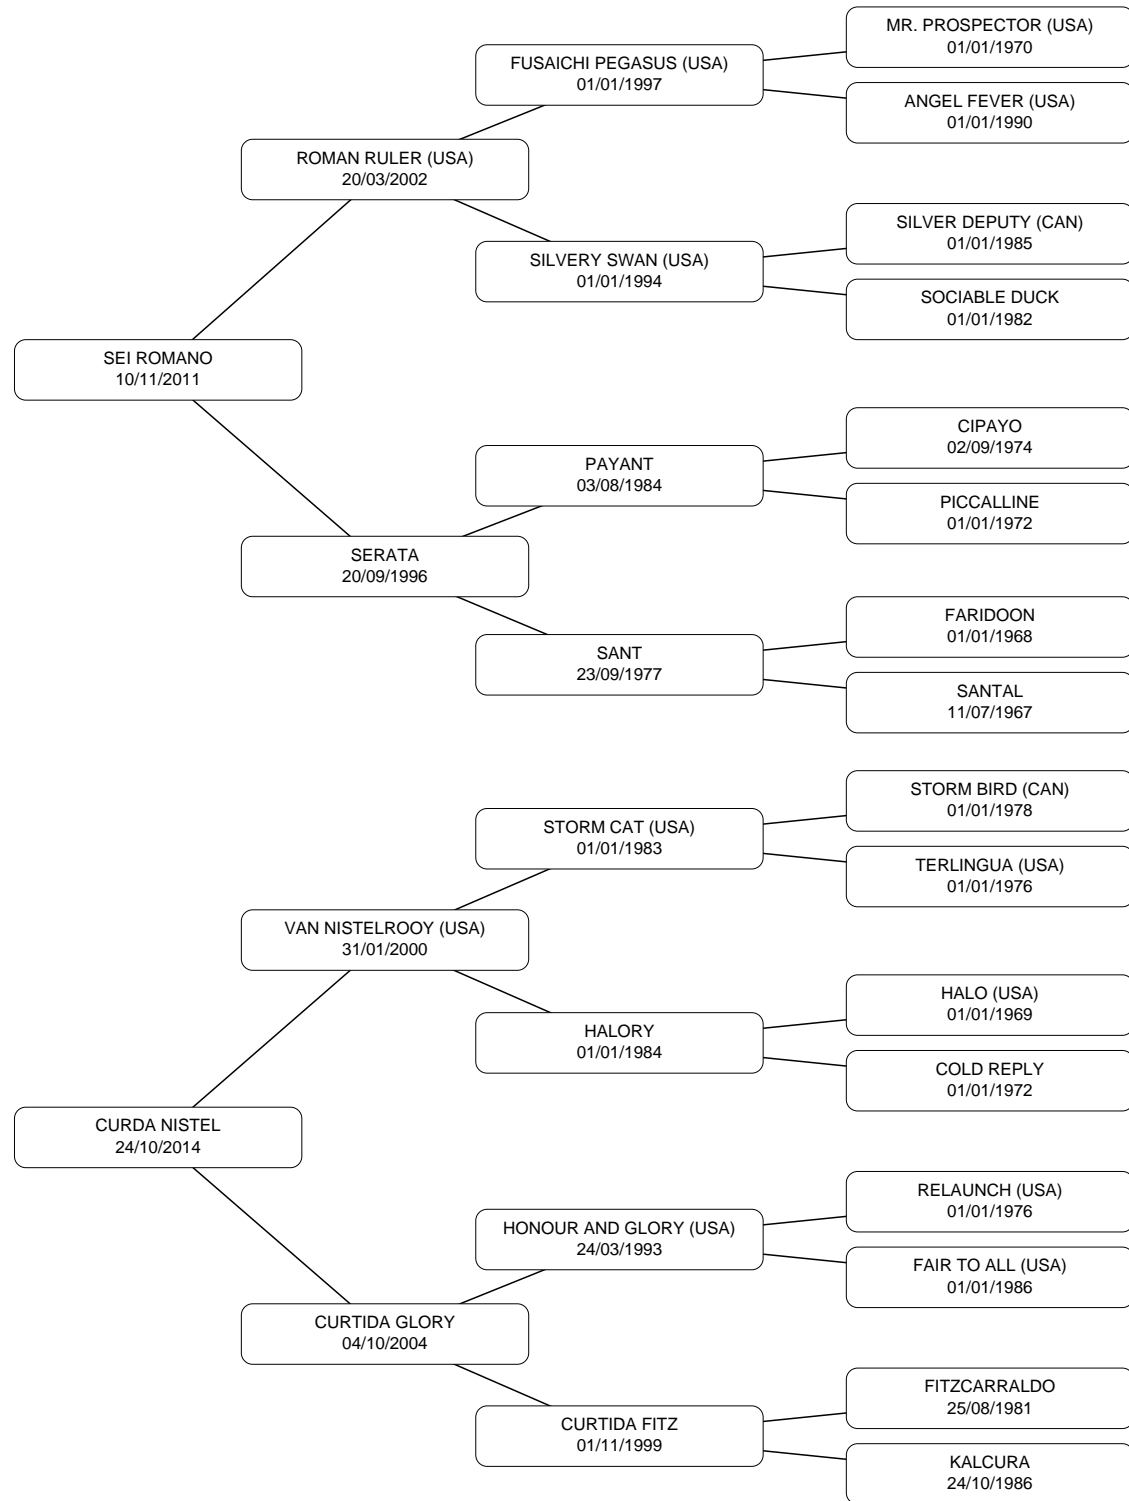 MR. PROSPECTOR (USA)
01/01/1970
FUSAICHI PEGASUS (USA)
01/01/1997
ANGEL FEVER (USA)
01/01/1990
ROMAN RULER (USA)
20/03/2002
SILVER DEPUTY (CAN)
01/01/1985
SILVERY SWAN (USA)
01/01/1994
SOCIABLE DUCK
01/01/1982
SEI ROMANO
10/11/2011
CIPAYO
02/09/1974
PAYANT
03/08/1984
PICCALLINE
01/01/1972
SERATA
20/09/1996
FARIDOON
01/01/1968
SANT
23/09/1977
SANTAL
11/07/1967
STORM BIRD (CAN)
01/01/1978
STORM CAT (USA)
01/01/1983
TERLINGUA (USA)
01/01/1976
VAN NISTELROOY (USA)
31/01/2000
HALO (USA)
01/01/1969
HALORY
01/01/1984
COLD REPLY
01/01/1972
CURDA NISTEL
24/10/2014
RELAUNCH (USA)
01/01/1976
HONOUR AND GLORY (USA)
24/03/1993
FAIR TO ALL (USA)
01/01/1986
CURTIDA GLORY
04/10/2004
FITZCARRALDO
25/08/1981
CURTIDA FITZ
01/11/1999
KALCURA
24/10/1986